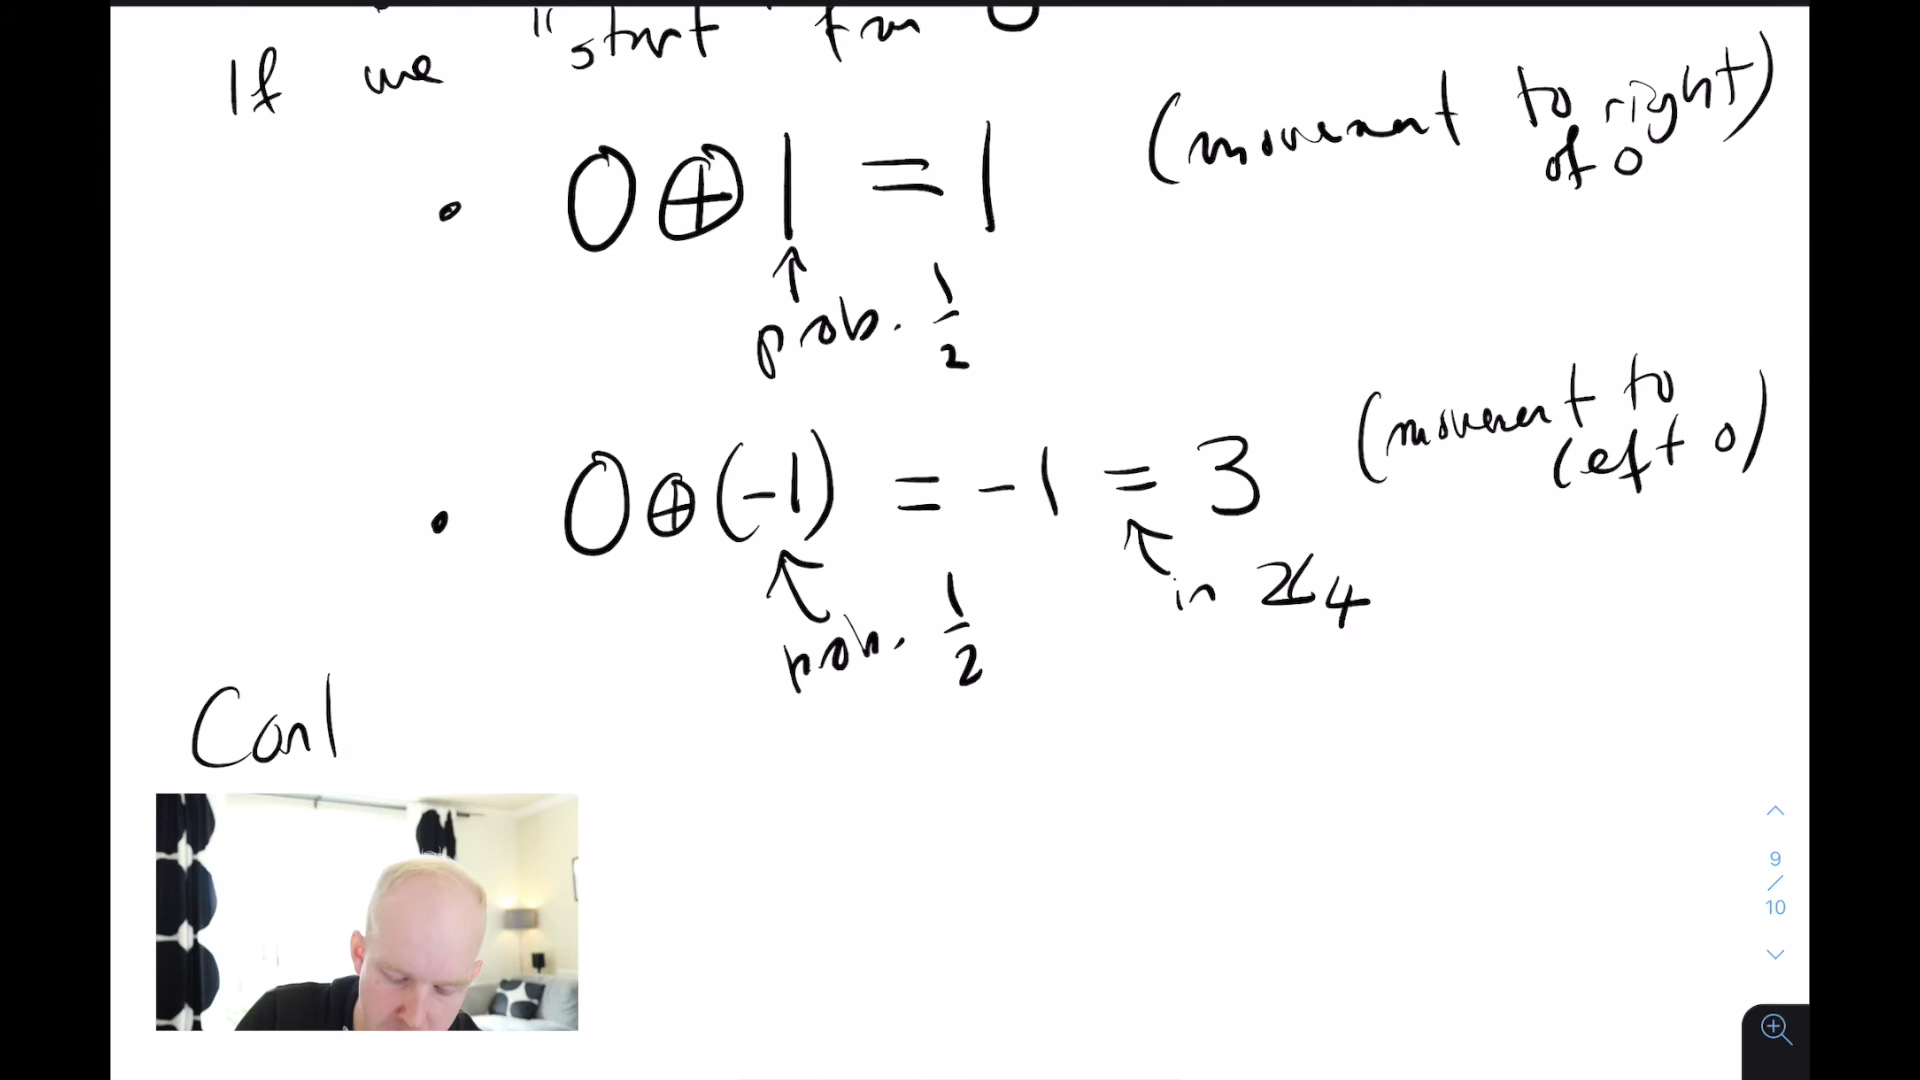 If we "start" from 0
• 0 ⊕ 1 = 1 (movement to right of 0)
↑
prob. 1/2
• 0 ⊕ (-1) = -1 = 3 (movement to left 0)
↑ in ℤ4
prob. 1/2
Con
9
/
10